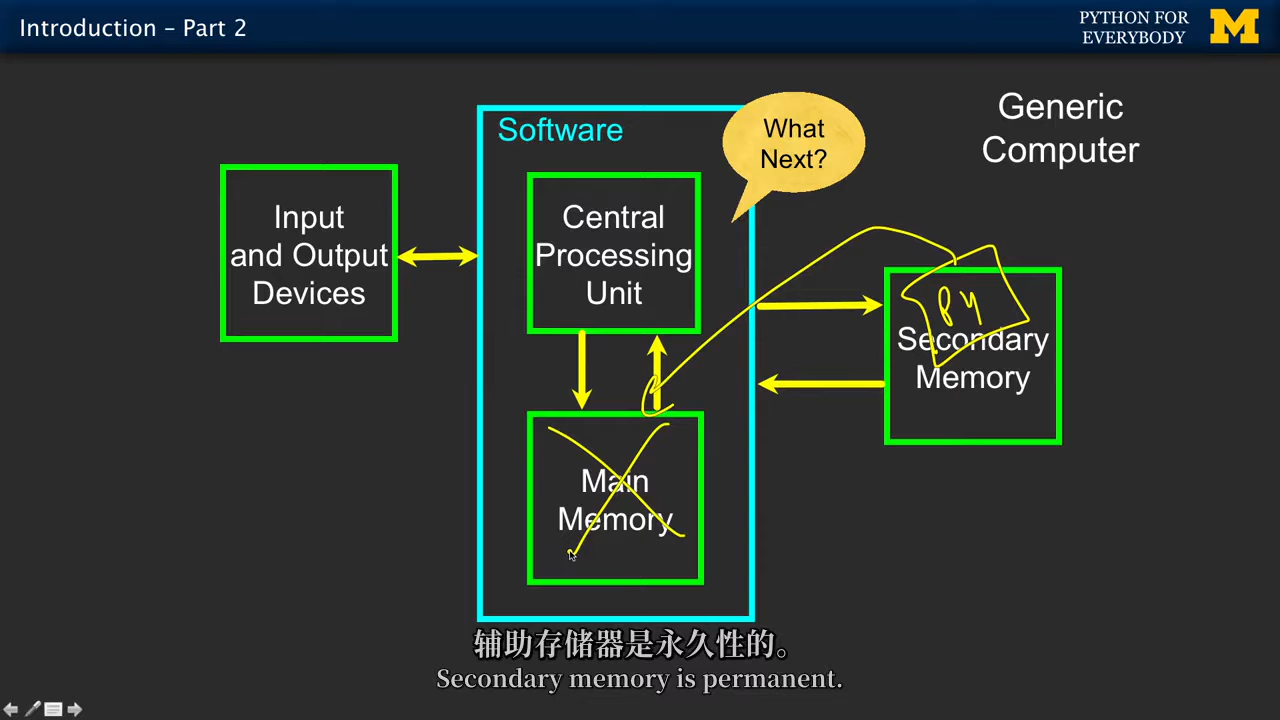 Introduction – Part 2
PYTHON FOR
EVERYBODY
Generic
Computer
Software
What
Next?
Input
and Output
Devices
Central
Processing
Unit
PY
Secondary
Memory
Main
Memory
辅助存储器是永久性的。
Secondary memory is permanent.